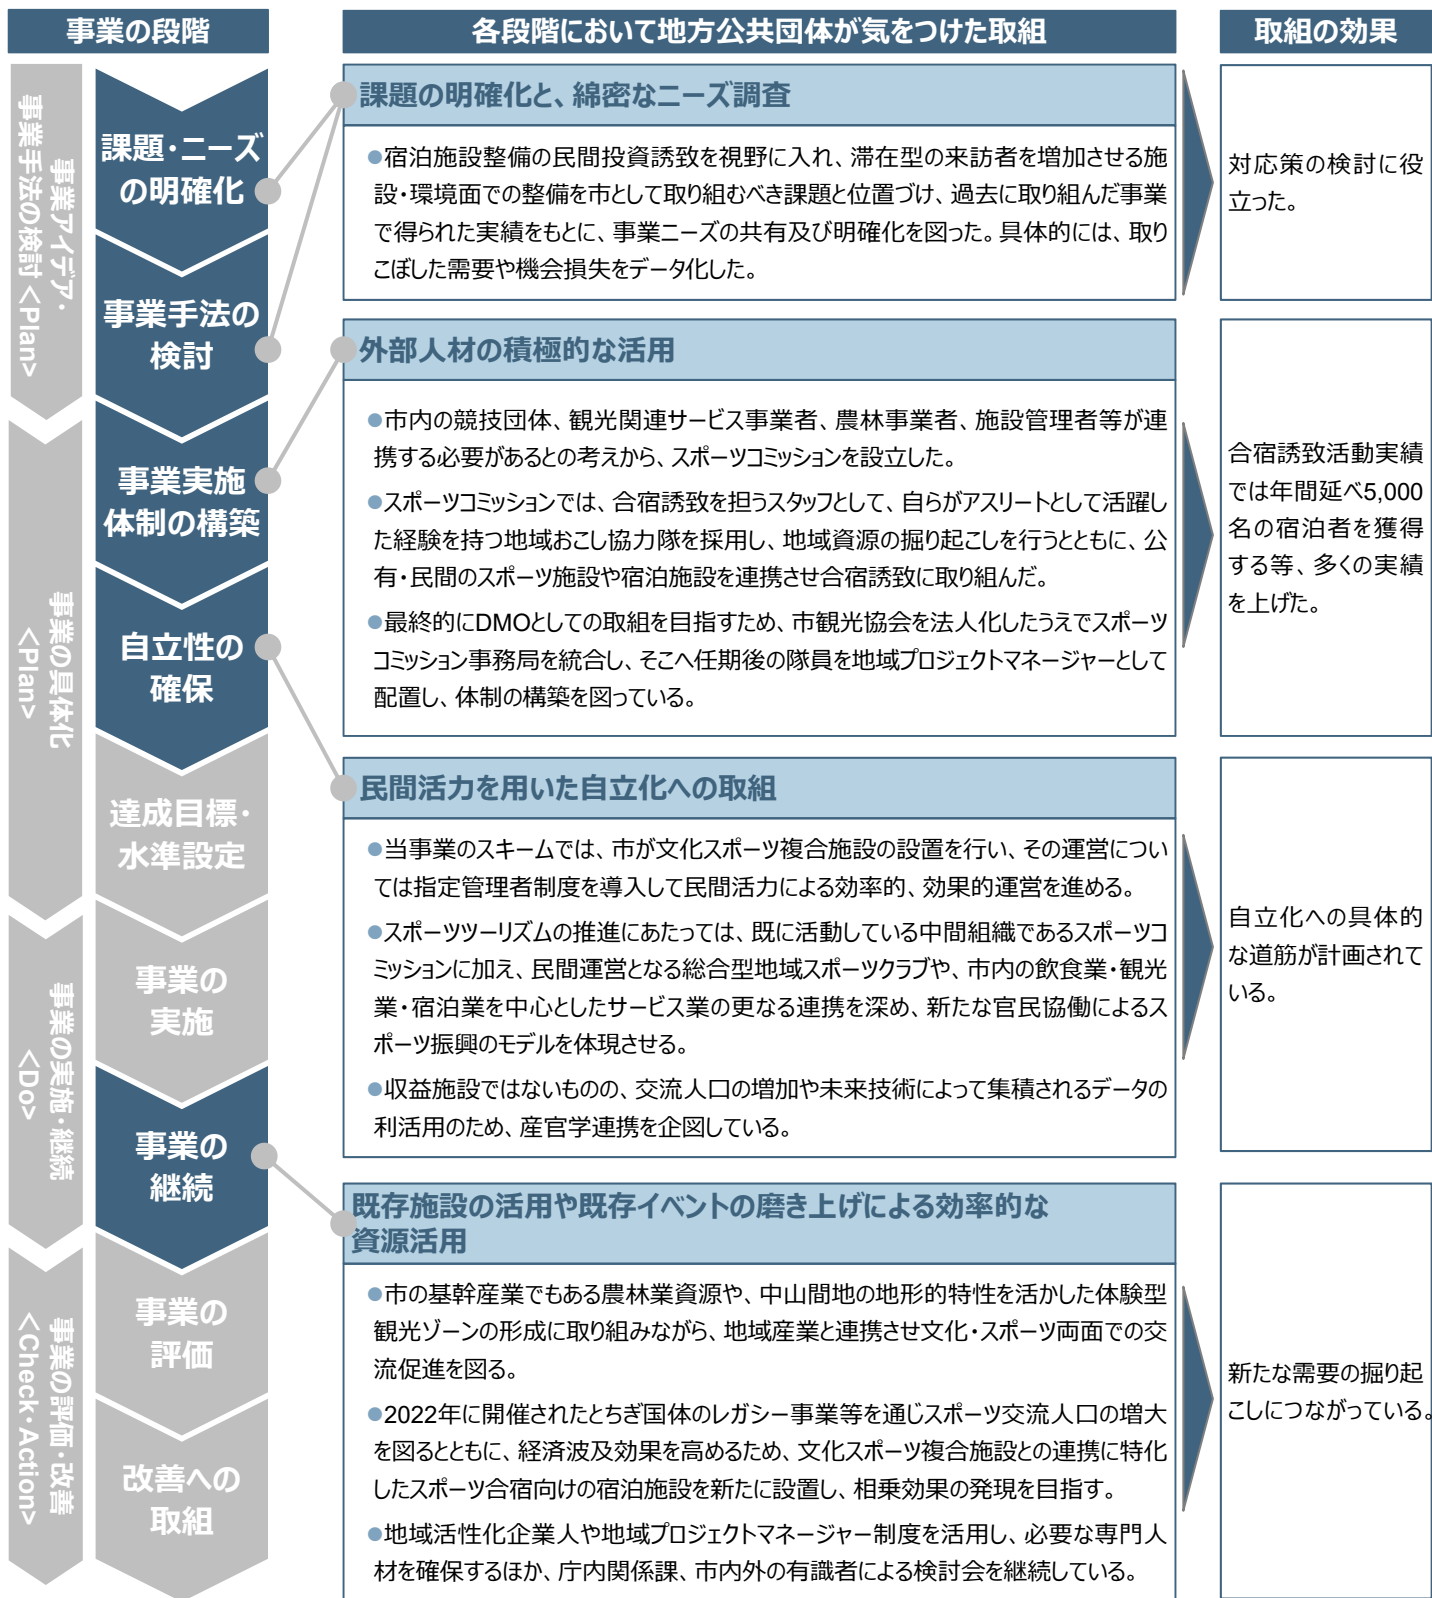 事業の段階
各段階において地方公共団体が気をつけた取組
取組の効果
事業アイデア・
事業手法の検討 <Plan>
事業の具体化
<Plan>
事業の実施・継続
<Do>
事業の評価・改善
<Check・Action>
課題・ニーズ
の明確化
事業手法の
検討
事業実施
体制の構築
自立性の
確保
達成目標・
水準設定
事業の
実施
事業の
継続
事業の
評価
改善への
取組
課題の明確化と、綿密なニーズ調査
●宿泊施設整備の民間投資誘致を視野に入れ、滞在型の来訪者を増加させる施
設・環境面での整備を市として取り組むべき課題と位置づけ、過去に取り組んだ事業
で得られた実績をもとに、事業ニーズの共有及び明確化を図った。具体的には、取り
こぼした需要や機会損失をデータ化した。
対応策の検討に役
立った。
外部人材の積極的な活用
●市内の競技団体、観光関連サービス事業者、農林事業者、施設管理者等が連
携する必要があるとの考えから、スポーツコミッションを設立した。
●スポーツコミッションでは、合宿誘致を担うスタッフとして、自らがアスリートとして活躍し
た経験を持つ地域おこし協力隊を採用し、地域資源の掘り起こしを行うとともに、公
有・民間のスポーツ施設や宿泊施設を連携させ合宿誘致に取り組んだ。
●最終的にDMOとしての取組を目指すため、市観光協会を法人化したうえでスポーツ
コミッション事務局を統合し、そこへ任期後の隊員を地域プロジェクトマネージャーとして
配置し、体制の構築を図っている。
合宿誘致活動実績
では年間延べ5,000
名の宿泊者を獲得
する等、多くの実績
を上げた。
民間活力を用いた自立化への取組
●当事業のスキームでは、市が文化スポーツ複合施設の設置を行い、その運営につい
ては指定管理者制度を導入して民間活力による効率的、効果的運営を進める。
●スポーツツーリズムの推進にあたっては、既に活動している中間組織であるスポーツコ
ミッションに加え、民間運営となる総合型地域スポーツクラブや、市内の飲食業・観光
業・宿泊業を中心としたサービス業の更なる連携を深め、新たな官民協働によるス
ポーツ振興のモデルを体現させる。
●収益施設ではないものの、交流人口の増加や未来技術によって集積されるデータの
利活用のため、産官学連携を企図している。
自立化への具体的
な道筋が計画されて
いる。
既存施設の活用や既存イベントの磨き上げによる効率的な
資源活用
●市の基幹産業でもある農林業資源や、中山間地の地形的特性を活かした体験型
観光ゾーンの形成に取り組みながら、地域産業と連携させ文化・スポーツ両面での交
流促進を図る。
●2022年に開催されたとちぎ国体のレガシー事業等を通じスポーツ交流人口の増大
を図るとともに、経済波及効果を高めるため、文化スポーツ複合施設との連携に特化
したスポーツ合宿向けの宿泊施設を新たに設置し、相乗効果の発現を目指す。
●地域活性化企業人や地域プロジェクトマネージャー制度を活用し、必要な専門人
材を確保するほか、庁内関係課、市内外の有識者による検討会を継続している。
新たな需要の掘り起
こしにつながっている。